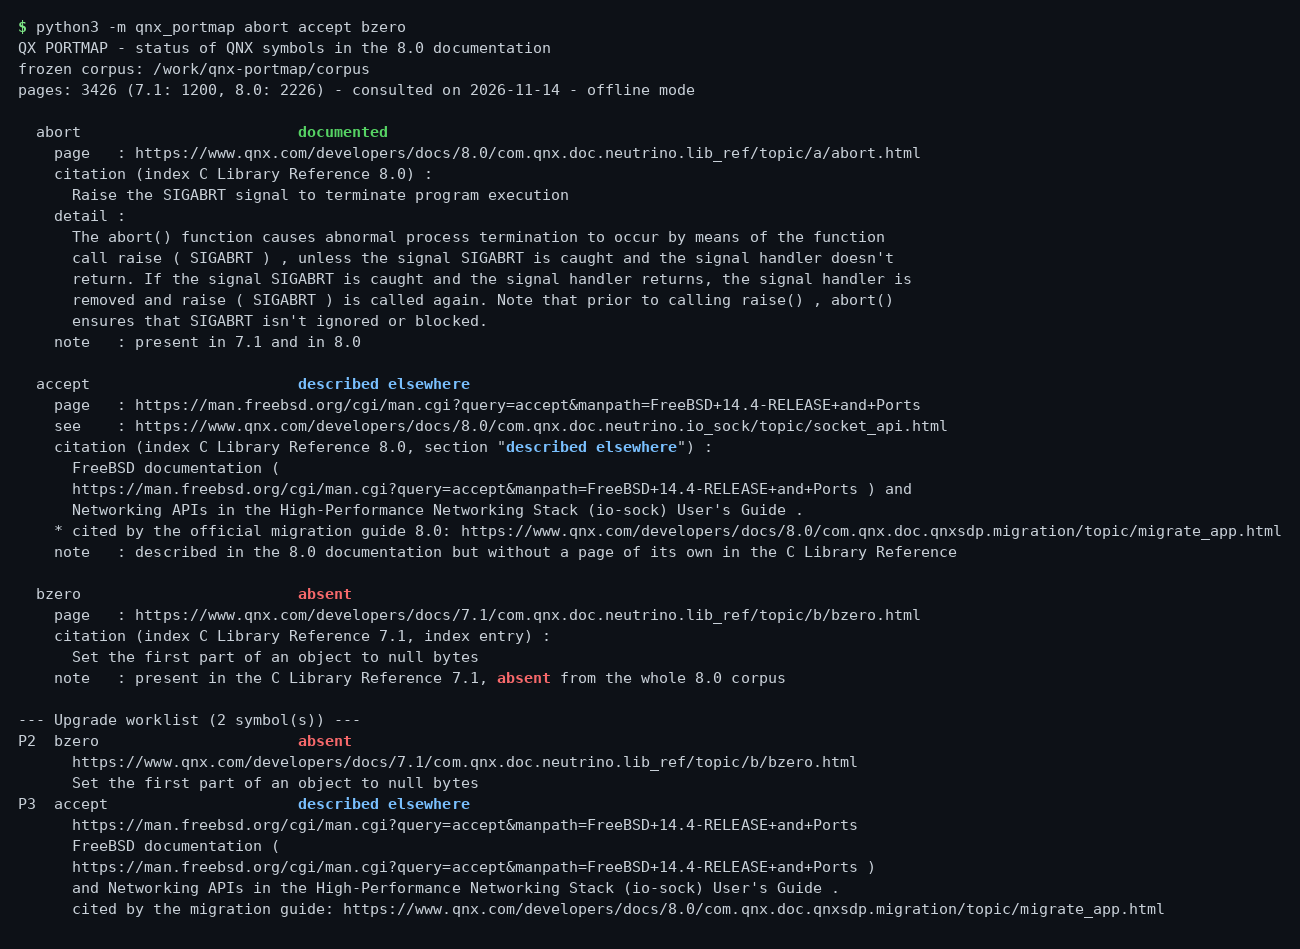 $ python3 -m qnx_portmap abort accept bzero
QX PORTMAP - status of QNX symbols in the 8.0 documentation
frozen corpus: /work/qnx-portmap/corpus
pages: 3426 (7.1: 1200, 8.0: 2226) - consulted on 2026-11-14 - offline mode
abort documented
page : https://www.qnx.com/developers/docs/8.0/com.qnx.doc.neutrino.lib_ref/topic/a/abort.html
citation (index C Library Reference 8.0) :
Raise the SIGABRT signal to terminate program execution
detail :
The abort() function causes abnormal process termination to occur by means of the function
call raise ( SIGABRT ) , unless the signal SIGABRT is caught and the signal handler doesn't
return. If the signal SIGABRT is caught and the signal handler returns, the signal handler is
removed and raise ( SIGABRT ) is called again. Note that prior to calling raise() , abort()
ensures that SIGABRT isn't ignored or blocked.
note : present in 7.1 and in 8.0
accept described elsewhere
page : https://man.freebsd.org/cgi/man.cgi?query=accept&manpath=FreeBSD+14.4-RELEASE+and+Ports
see : https://www.qnx.com/developers/docs/8.0/com.qnx.doc.neutrino.io_sock/topic/socket_api.html
citation (index C Library Reference 8.0, section "described elsewhere") :
FreeBSD documentation (
https://man.freebsd.org/cgi/man.cgi?query=accept&manpath=FreeBSD+14.4-RELEASE+and+Ports ) and
Networking APIs in the High-Performance Networking Stack (io-sock) User's Guide .
* cited by the official migration guide 8.0: https://www.qnx.com/developers/docs/8.0/com.qnx.doc.qnxsdp.migration/topic/migrate_app.html
note : described in the 8.0 documentation but without a page of its own in the C Library Reference
bzero absent
page : https://www.qnx.com/developers/docs/7.1/com.qnx.doc.neutrino.lib_ref/topic/b/bzero.html
citation (index C Library Reference 7.1, index entry) :
Set the first part of an object to null bytes
note : present in the C Library Reference 7.1, absent from the whole 8.0 corpus
--- Upgrade worklist (2 symbol(s)) ---
P2 bzero absent
https://www.qnx.com/developers/docs/7.1/com.qnx.doc.neutrino.lib_ref/topic/b/bzero.html
Set the first part of an object to null bytes
P3 accept described elsewhere
https://man.freebsd.org/cgi/man.cgi?query=accept&manpath=FreeBSD+14.4-RELEASE+and+Ports
FreeBSD documentation (
https://man.freebsd.org/cgi/man.cgi?query=accept&manpath=FreeBSD+14.4-RELEASE+and+Ports )
and Networking APIs in the High-Performance Networking Stack (io-sock) User's Guide .
cited by the migration guide: https://www.qnx.com/developers/docs/8.0/com.qnx.doc.qnxsdp.migration/topic/migrate_app.html